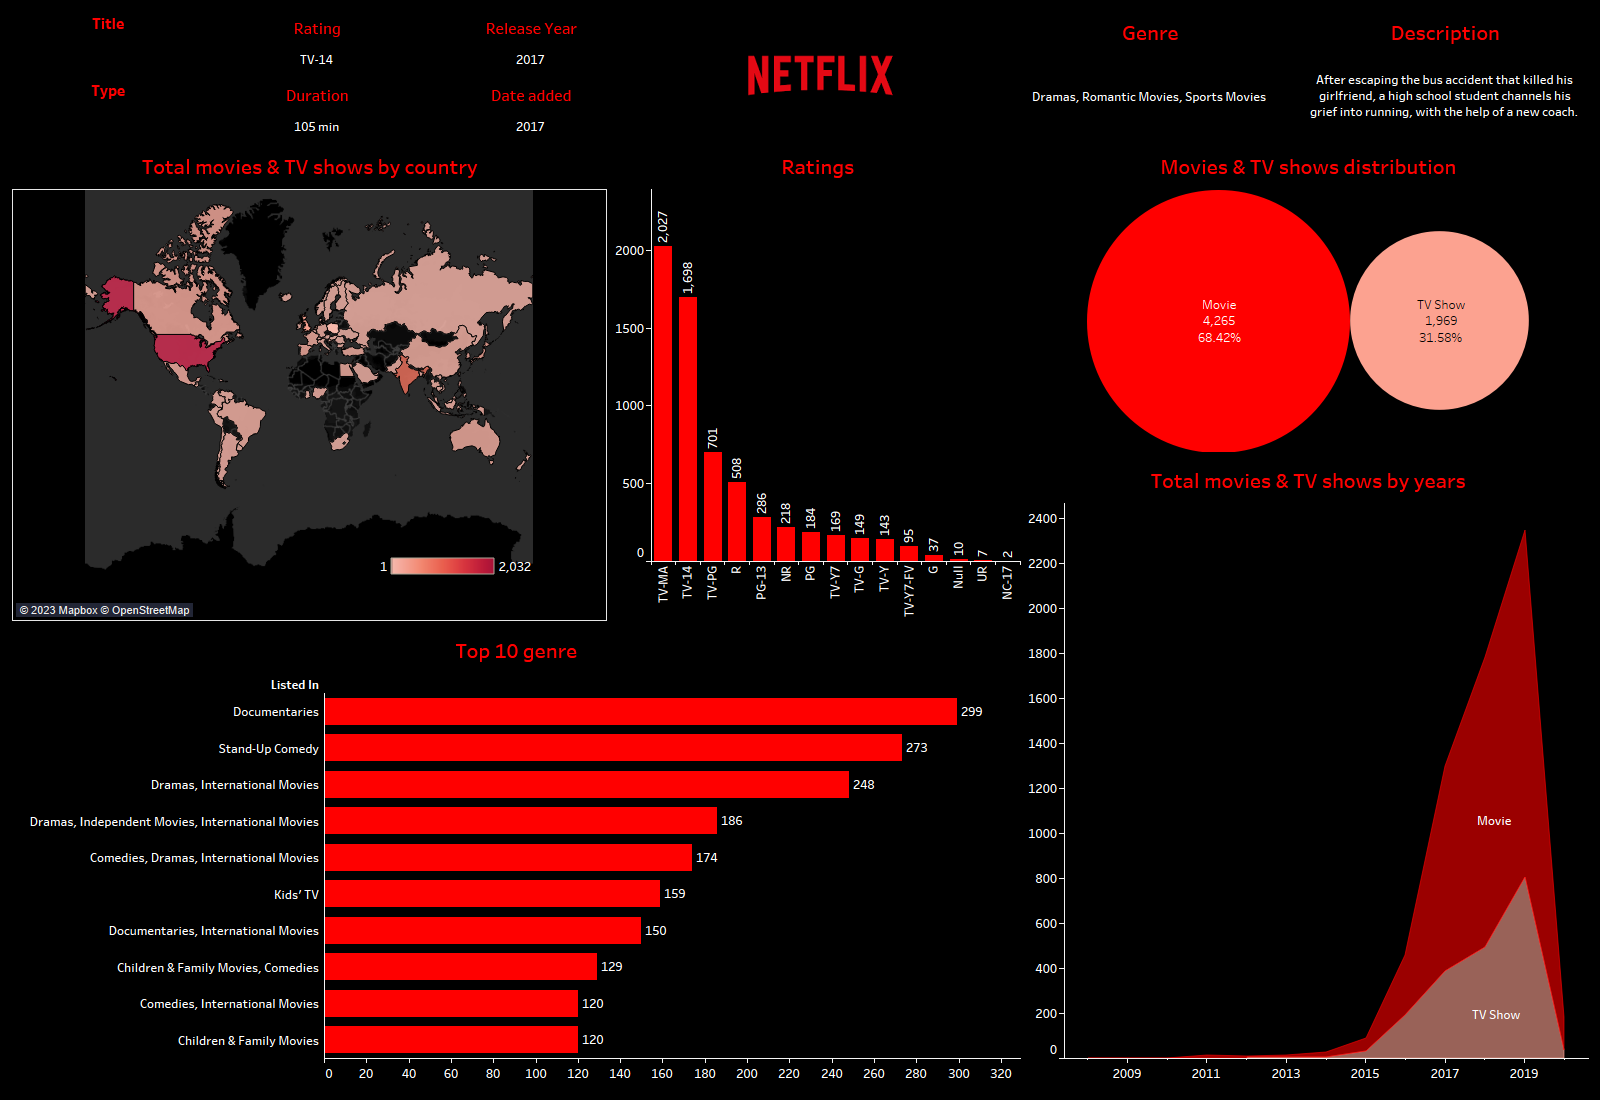 Title
Rating
Release Year
TV-14
2017
Type
Duration
Date added
105 min
2017
NETFLIX
Genre
Description
Dramas, Romantic Movies, Sports Movies
After escaping the bus accident that killed his
girlfriend, a high school student channels his
grief into running, with the help of a new coach.
Total movies & TV shows by country
1
2,032
© 2023 Mapbox © OpenStreetMap
Ratings
2000
1500
1000
500
0
2,027
1,698
701
508
286
218
184
169
149
143
95
37
10
7
2
TV-MA
TV-14
TV-PG
R
PG-13
NR
PG
TV-Y7
TV-G
TV-Y
TV-Y7-FV
G
Null
UR
NC-17
Movies & TV shows distribution
Movie
4,265
68.42%
TV Show
1,969
31.58%
Top 10 genre
Listed In
Documentaries 299
Stand-Up Comedy 273
Dramas, International Movies 248
Dramas, Independent Movies, International Movies 186
Comedies, Dramas, International Movies 174
Kids’ TV 159
Documentaries, International Movies 150
Children & Family Movies, Comedies 129
Comedies, International Movies 120
Children & Family Movies 120
0 20 40 60 80 100 120 140 160 180 200 220 240 260 280 300 320
Total movies & TV shows by years
2400
2200
2000
1800
1600
1400
1200
1000
800
600
400
200
0
Movie
TV Show
2009 2011 2013 2015 2017 2019